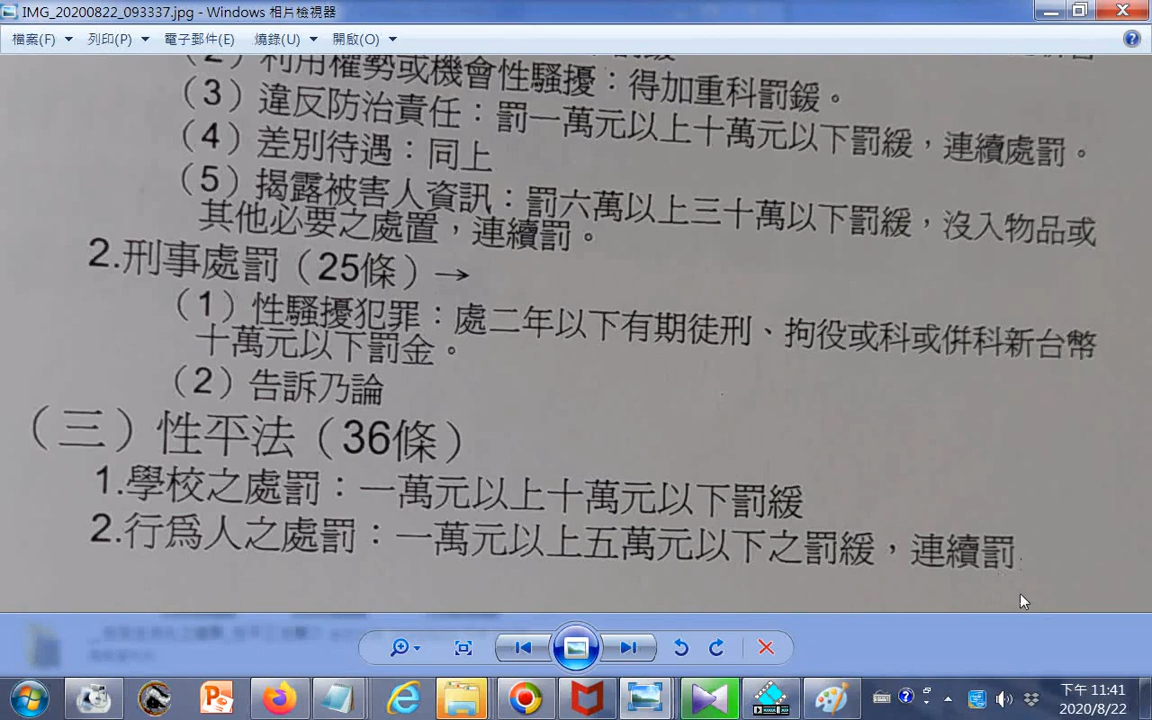 IMG_20200822_093337.jpg - Windows 相片檢視器
檔案(F) 列印(P) 電子郵件(E) 燒錄(U) 開啟(O)
(2) 利用權勢或機會性騷擾：得加重科罰鍰。
(3) 違反防治責任：罰一萬元以上十萬元以下罰緩，連續處罰。
(4) 差別待遇：同上
(5) 揭露被害人資訊：罰六萬以上三十萬以下罰緩，沒入物品或
其他必要之處置，連續罰。
2.刑事處罰（25條）→
(1) 性騷擾犯罪：處二年以下有期徒刑、拘役或科或併科新台幣
十萬元以下罰金。
(2) 告訴乃論
（三）性平法（36條）
1.學校之處罰：一萬元以上十萬元以下罰緩
2.行為人之處罰：一萬元以上五萬元以下之罰緩，連續罰
下午 11:41
2020/8/22